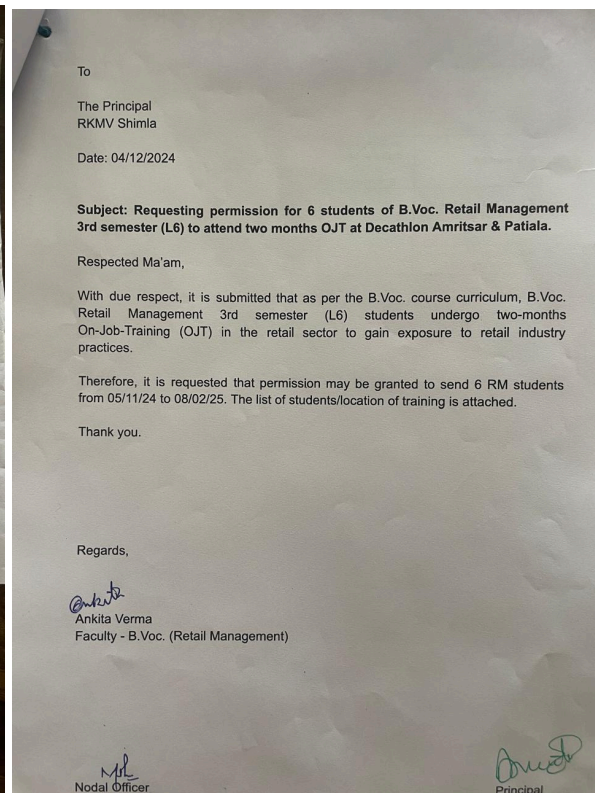 To
The Principal
RKMV Shimla
Date: 04/12/2024
Subject: Requesting permission for 6 students of B.Voc. Retail Management
3rd semester (L6) to attend two months OJT at Decathlon Amritsar & Patiala.
Respected Ma'am,
With due respect, it is submitted that as per the B.Voc. course curriculum, B.Voc.
Retail Management 3rd semester (L6) students undergo two-months
On-Job-Training (OJT) in the retail sector to gain exposure to retail industry
practices.
Therefore, it is requested that permission may be granted to send 6 RM students
from 05/11/24 to 08/02/25. The list of students/location of training is attached.
Thank you.
Regards,
Ankita
Ankita Verma
Faculty - B.Voc. (Retail Management)
Nodal Officer
Principal